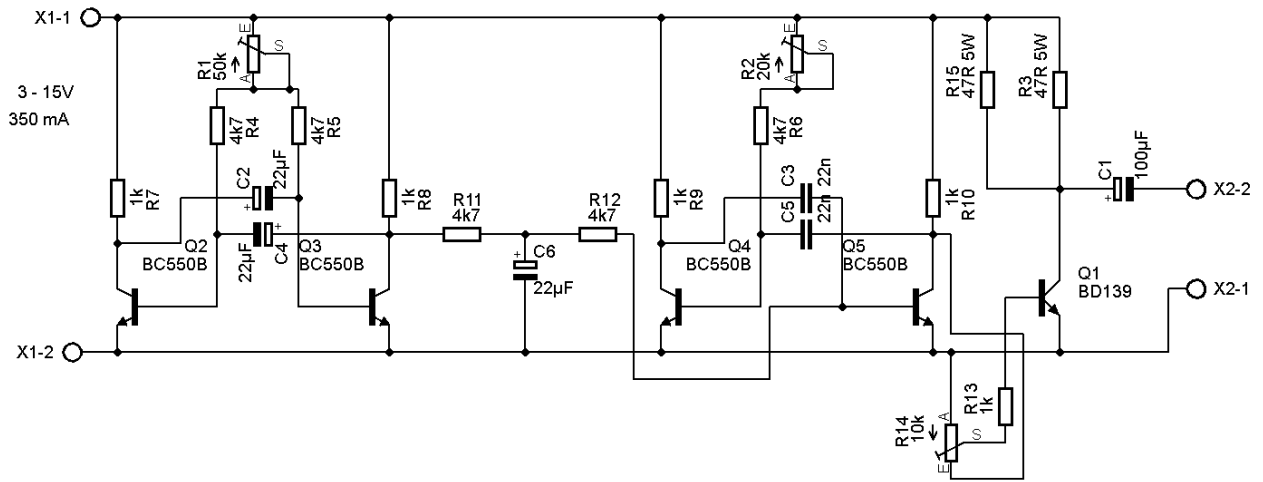 X1-1
3 - 15V
350 mA
X1-2
E
S
A
R1
50k
4k7
R4
4k7
R5
1k
R7
C2
22µF
+
22µF
C4
+
Q2
BC550B
Q3
BC550B
1k
R8
R11
4k7
R12
4k7
+
C6
22µF
E
S
A
R2
20k
4k7
R6
1k
R9
C3
22n
C5
22n
Q4
BC550B
Q5
BC550B
1k
R10
R15
47R 5W
R3
47R 5W
C1
100µF
+
X2-2
Q1
BD139
X2-1
R13
1k
R14
10k
A
S
E